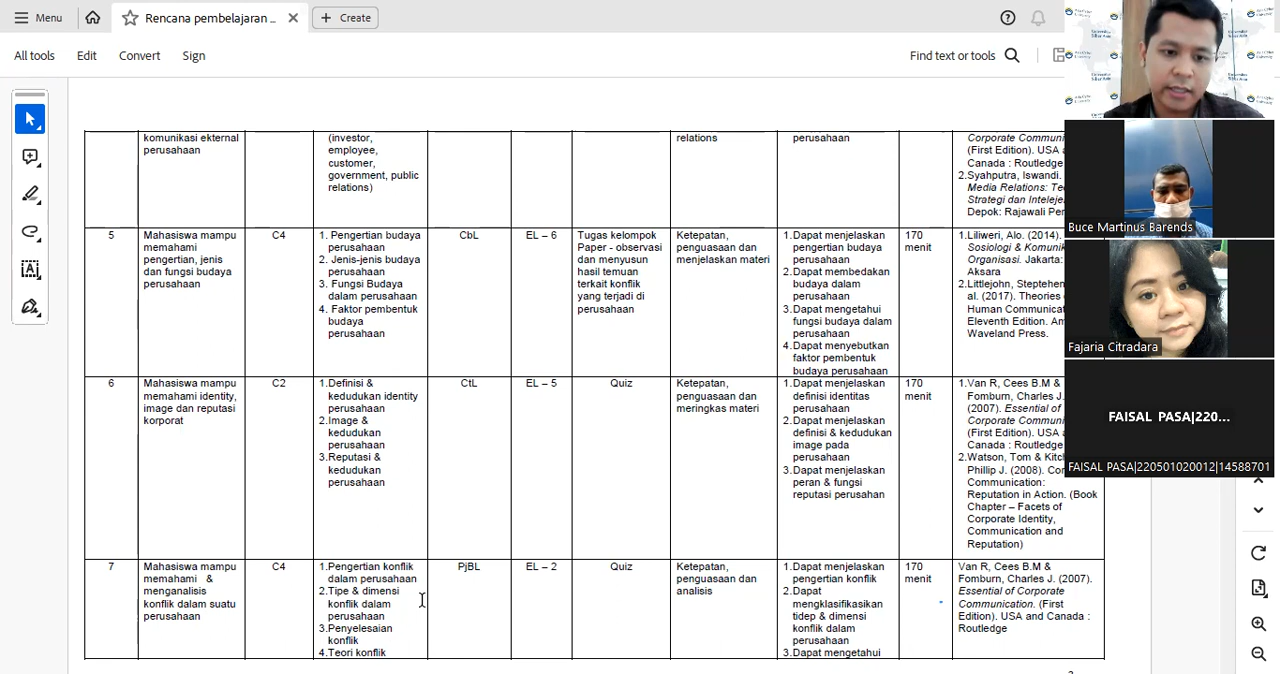 Menu
Rencana pembelajaran ...
Create
All tools
Edit
Convert
Sign
Find text or tools
komunikasi ekternal
perusahaan
(investor,
employee,
customer,
government, public
relations)
relations
perusahaan
Corporate Commun
(First Edition). USA
Canada : Routledge
2.Syahputra, Iswandi.
Media Relations: Te
Strategi dan Intelej
Depok: Rajawali Per
5
Mahasiswa mampu
memahami
pengertian, jenis
dan fungsi budaya
perusahaan
C4
1. Pengertian budaya
perusahaan
2. Jenis-jenis budaya
perusahaan
3. Fungsi Budaya
dalam perusahaan
4. Faktor pembentuk
budaya
perusahaan
CbL
EL – 6
Tugas kelompok
Paper - observasi
dan menyusun
hasil temuan
terkait konflik
yang terjadi di
perusahaan
Ketepatan,
penguasaan dan
menjelaskan materi
1.Dapat menjelaskan
pengertian budaya
perusahaan
2.Dapat membedakan
budaya dalam
perusahaan
3.Dapat mengetahui
fungsi budaya dalam
perusahaan
4.Dapat menyebutkan
faktor pembentuk
budaya perusahaan
170
menit
1.Liliweri, Alo. (2014).
Sosiologi & Komunik
Organisasi. Jakarta:
Aksara
2.Littlejohn, Steptehen
al. (2017). Theories
Human Communicat
Eleventh Edition. Am
Waveland Press.
6
Mahasiswa mampu
memahami identity,
image dan reputasi
korporat
C2
1.Definisi &
kedudukan identity
perusahaan
2.Image &
kedudukan
perusahaan
3.Reputasi &
kedudukan
perusahaan
CtL
EL – 5
Quiz
Ketepatan,
penguasaan dan
meringkas materi
1.Dapat menjelaskan
definisi identitas
perusahaan
2.Dapat menjelaskan
definisi & kedudukan
image pada
perusahaan
3.Dapat menjelaskan
peran & fungsi
reputasi perusahan
170
menit
1.Van R, Cees B.M &
Fomburn, Charles J.
(2007). Essential of
Corporate Commun
(First Edition). USA
Canada : Routledge
2.Watson, Tom & Kitch
Phillip J. (2008). Cor
Communication:
Reputation in Action. (Book
Chapter – Facets of
Corporate Identity,
Communication and
Reputation)
7
Mahasiswa mampu
memahami & 
menganalisis
konflik dalam suatu
perusahaan
C4
1.Pengertian konflik
dalam perusahaan
2.Tipe & dimensi
konflik dalam
perusahaan
3.Penyelesaian
konflik
4.Teori konflik
PjBL
EL – 2
Quiz
Ketepatan,
penguasaan dan
analisis
1.Dapat menjelaskan
pengertian konflik
2.Dapat
mengklasifikasikan
tidep & dimensi
konflik dalam
perusahaan
3.Dapat mengetahui
170
menit
Van R, Cees B.M &
Fomburn, Charles J. (2007).
Essential of Corporate
Communication. (First
Edition). USA and Canada :
Routledge
Buce Martinus Barends
Fajaria Citradara
FAISAL PASA|220...
FAISAL PASA|220501020012|14588701